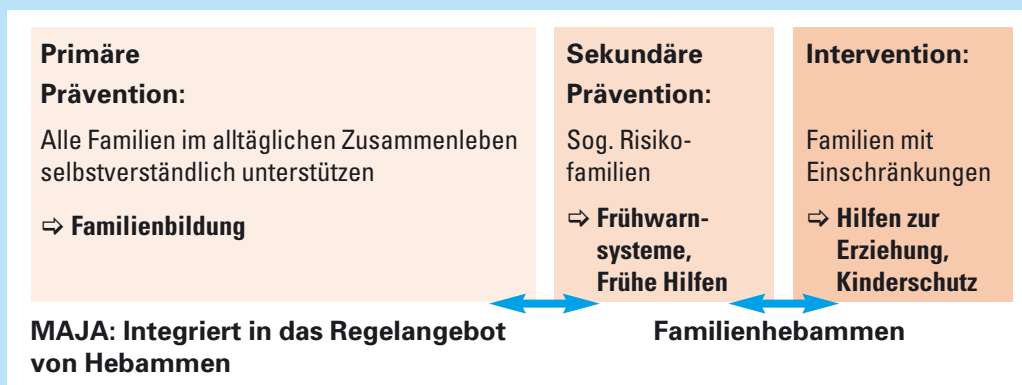 Primäre
Prävention:
Alle Familien im alltäglichen Zusammenleben
selbstverständlich unterstützen
⇨ Familienbildung
Sekundäre
Prävention:
Sog. Risiko-
familien
⇨ Frühwarn-
systeme,
Frühe Hilfen
Intervention:
Familien mit
Einschränkungen
⇨ Hilfen zur
Erziehung,
Kinderschutz
MAJA: Integriert in das Regelangebot
von Hebammen
Familienhebammen